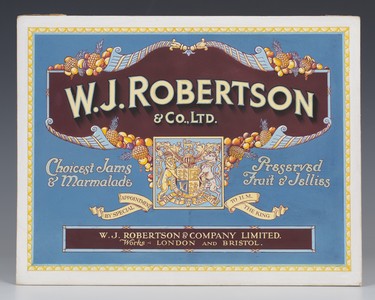 W.J. ROBERTSON
& CO., LTD.
Choicest Jams
& Marmalade
Preserved
Fruit & Jellies
BY SPECIAL APPOINTMENT
TO H.M. THE KING
W. J. ROBERTSON & COMPANY LIMITED.
Works - LONDON AND BRISTOL.